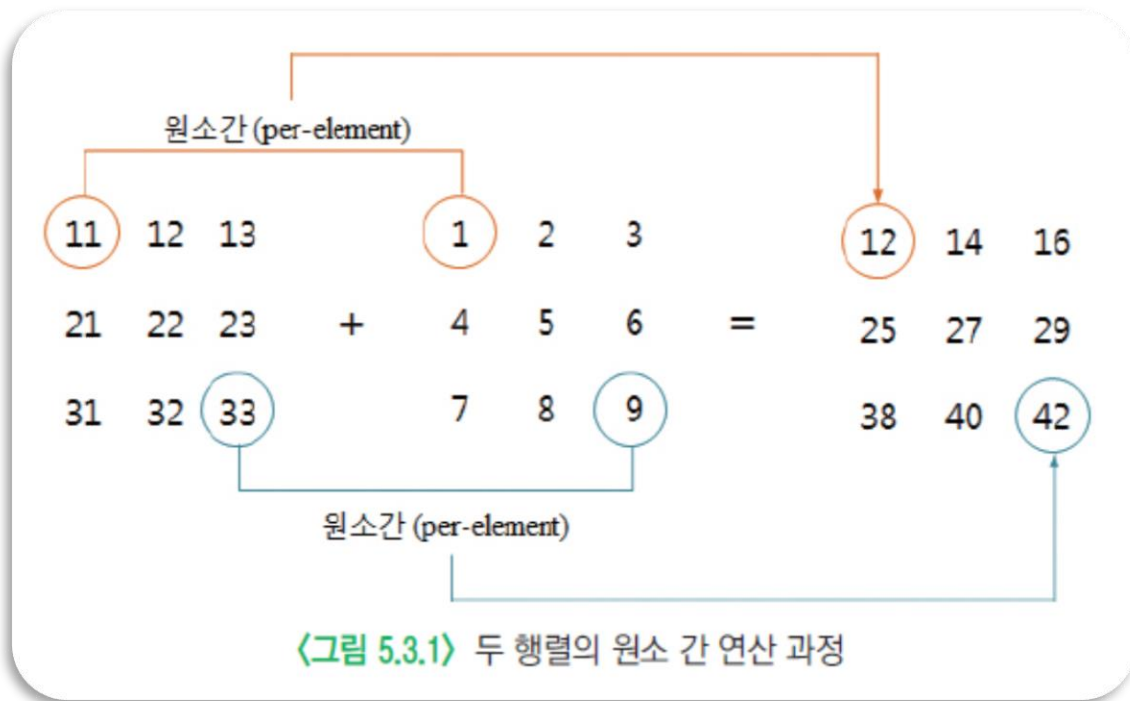 원소간 (per-element)
11 12 13 1 2 3 12 14 16
21 22 23 + 4 5 6 = 25 27 29
31 32 33 7 8 9 38 40 42
원소간 (per-element)
〈그림 5.3.1〉 두 행렬의 원소 간 연산 과정